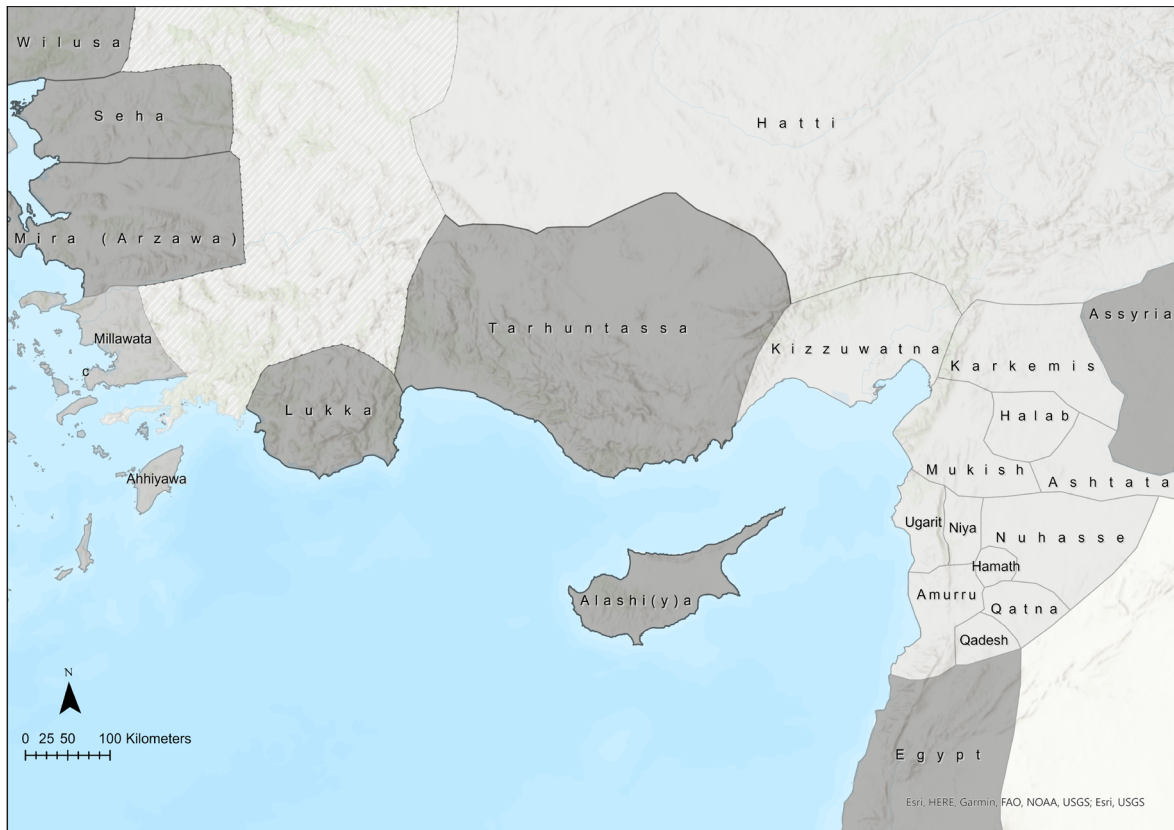 Wilusa
Seha
Hatti
Mira (Arzawa)
Assyria
Tarhuntassa
Millawata
Kizzuwatna
Karkemis
c
Lukka
Halab
Mukish
Ashtata
Ahhiyawa
Ugarit
Niya
Nuhasse
Hamath
Alashi(y)a
Amurru
Qatna
Qadesh
N
0 25 50 100 Kilometers
Egypt
Esri, HERE, Garmin, FAO, NOAA, USGS; Esri, USGS